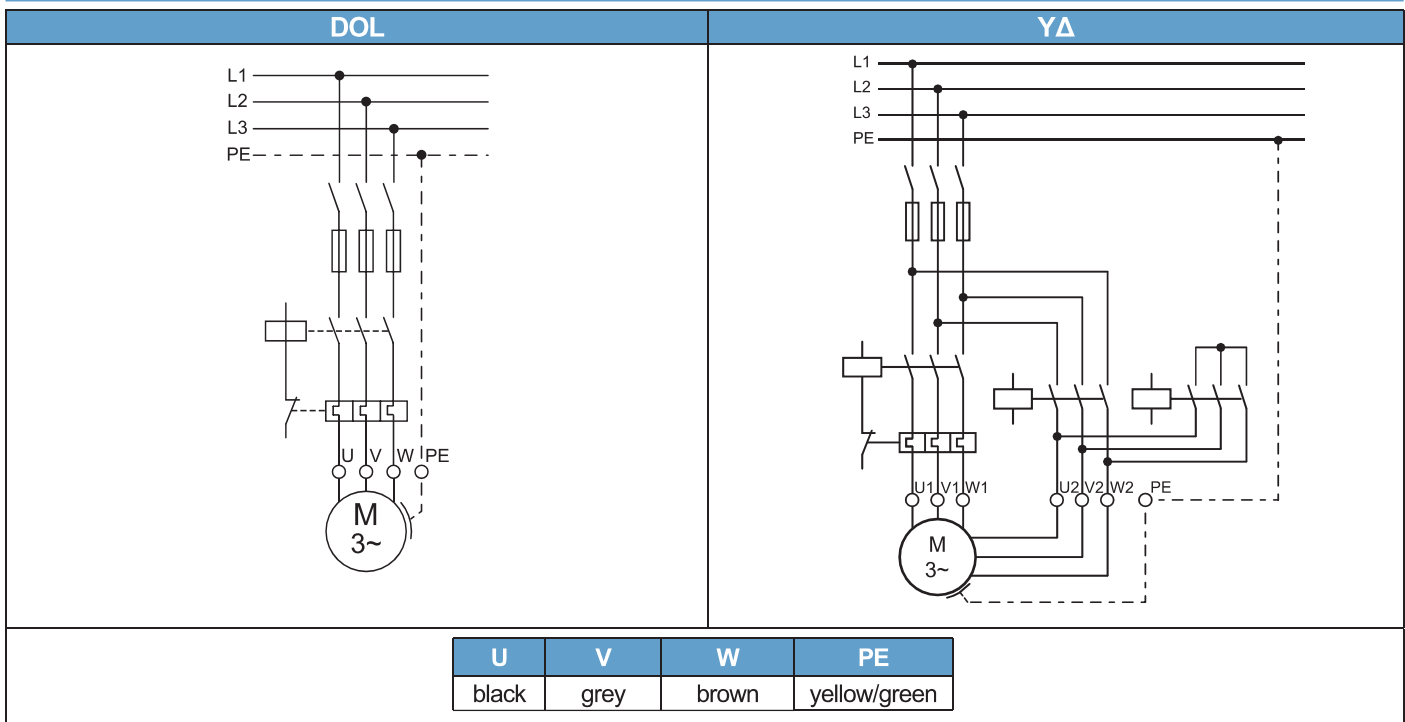 DOL
L1
L2
L3
PE
U V W PE
M
3~
YΔ
L1
L2
L3
PE
U1 V1 W1 U2 V2 W2 PE
M
3~
U V W PE
black grey brown yellow/green